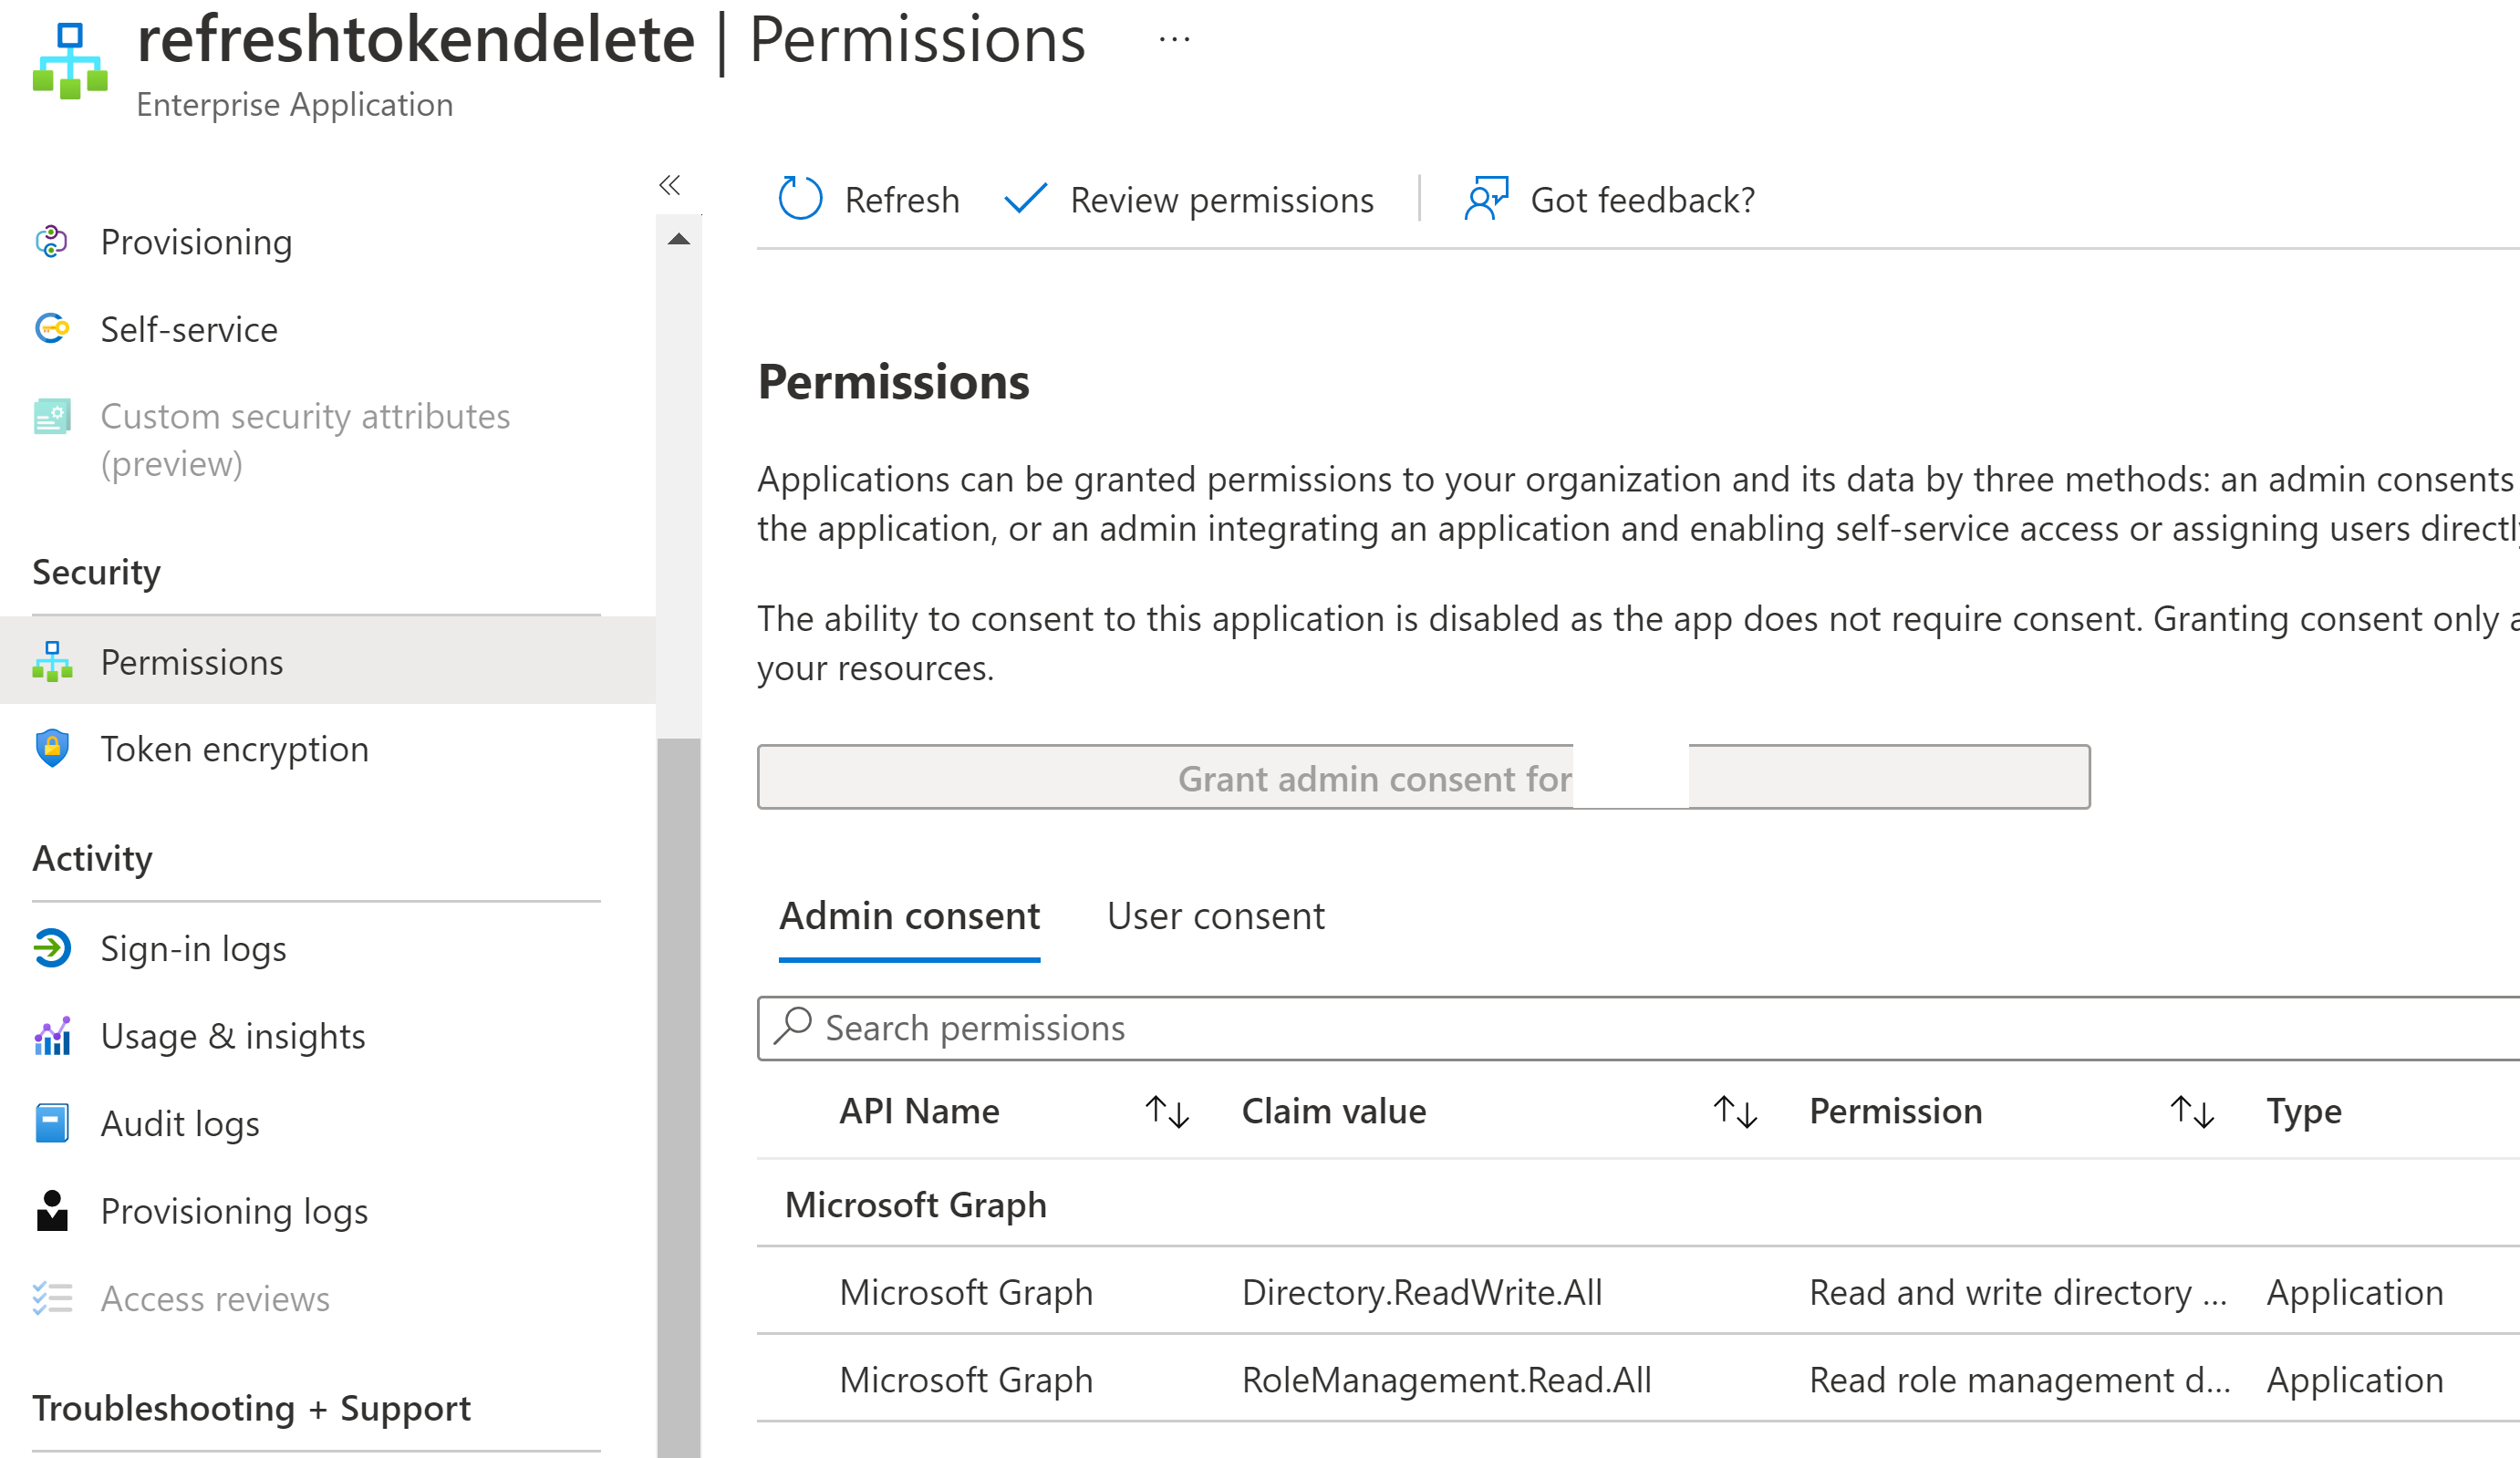 refreshtokendelete | Permissions ...
Enterprise Application
Provisioning
Self-service
Custom security attributes
(preview)
Security
Permissions
Token encryption
Activity
Sign-in logs
Usage & insights
Audit logs
Provisioning logs
Access reviews
Troubleshooting + Support
Refresh
Review permissions
Got feedback?
Permissions
Applications can be granted permissions to your organization and its data by three methods: an admin consents
the application, or an admin integrating an application and enabling self-service access or assigning users directly
The ability to consent to this application is disabled as the app does not require consent. Granting consent only
your resources.
Grant admin consent for
Admin consent User consent
Search permissions
API Name Claim value Permission Type
Microsoft Graph
Microsoft Graph Directory.ReadWrite.All Read and write directory ... Application
Microsoft Graph RoleManagement.Read.All Read role management d... Application